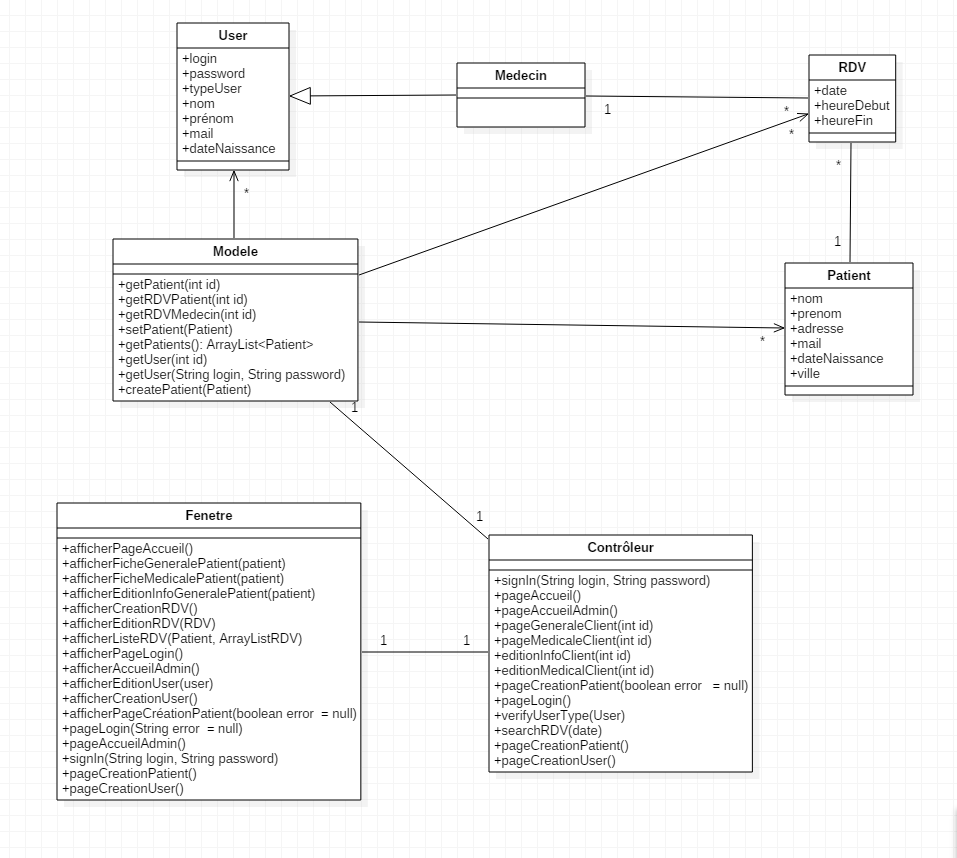 User
+login
+password
+typeUser
+nom
+prénom
+mail
+dateNaissance
Medecin
RDV
+date
+heureDebut
+heureFin
1
*
*
*
*
1
Modele
+getPatient(int id)
+getRDVPatient(int id)
+getRDVMedecin(int id)
+setPatient(Patient)
+getPatients(): ArrayList<Patient>
+getUser(int id)
+getUser(String login, String password)
+createPatient(Patient)
Patient
+nom
+prenom
+adresse
+mail
+dateNaissance
+ville
*
1
1
Fenetre
+afficherPageAccueil()
+afficherFicheGeneralePatient(patient)
+afficherFicheMedicalePatient(patient)
+afficherEditionInfoGeneralePatient(patient)
+afficherCreationRDV()
+afficherEditionRDV(RDV)
+afficherListeRDV(Patient, ArrayListRDV)
+afficherPageLogin()
+afficherAccueilAdmin()
+afficherEditionUser(user)
+afficherCreationUser()
+afficherPageCréationPatient(boolean error = null)
+pageLogin(String error = null)
+pageAccueilAdmin()
+signIn(String login, String password)
+pageCreationPatient()
+pageCreationUser()
1
1
Contrôleur
+signIn(String login, String password)
+pageAccueil()
+pageAccueilAdmin()
+pageGeneraleClient(int id)
+pageMedicaleClient(int id)
+editionInfoClient(int id)
+editionMedicalClient(int id)
+pageCreationPatient(boolean error = null)
+pageLogin()
+verifyUserType(User)
+searchRDV(date)
+pageCreationPatient()
+pageCreationUser()